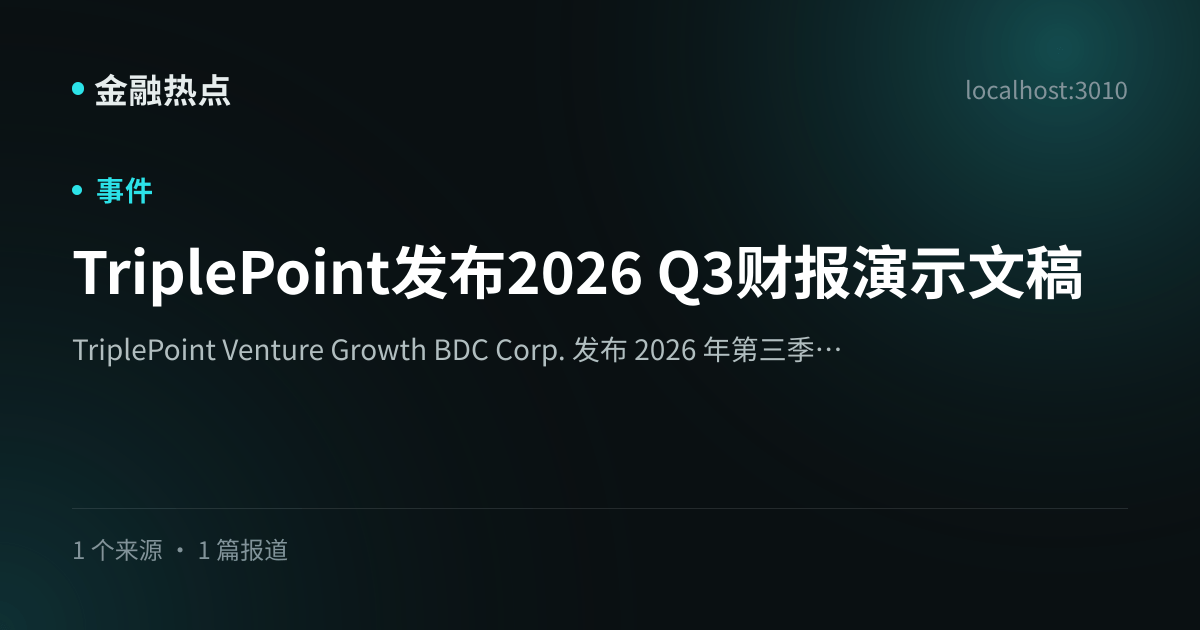 金融热点
localhost:3010
事件
TriplePoint发布2026 Q3财报演示文稿
TriplePoint Venture Growth BDC Corp. 发布 2026 年第三季…
1 个来源 · 1 篇报道